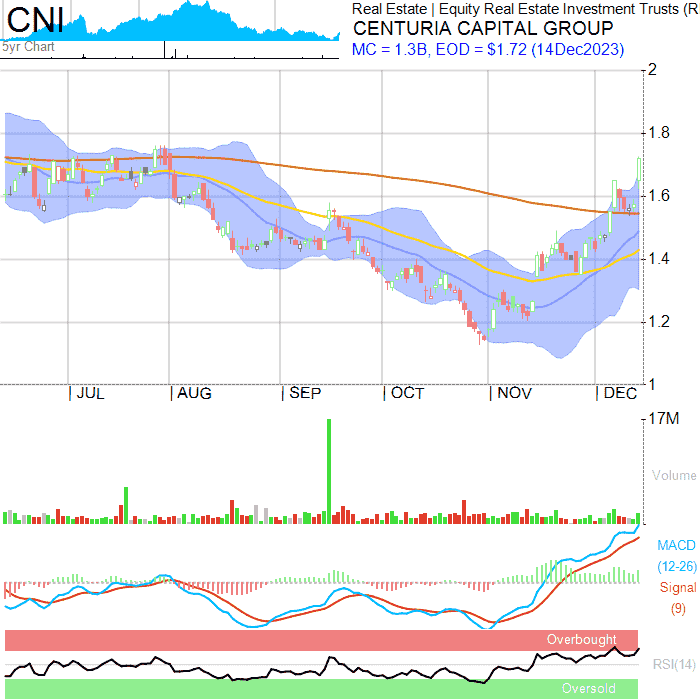 CNI
5yr Chart
Real Estate | Equity Real Estate Investment Trusts (R
CENTURIA CAPITAL GROUP
MC = 1.3B, EOD = $1.72 (14Dec2023)
2
1.8
1.6
1.4
1.2
1
| JUL | AUG | SEP | OCT | NOV | DEC
17M
Volume
MACD
(12-26)
Signal
(9)
Overbought
RSI(14)
Oversold